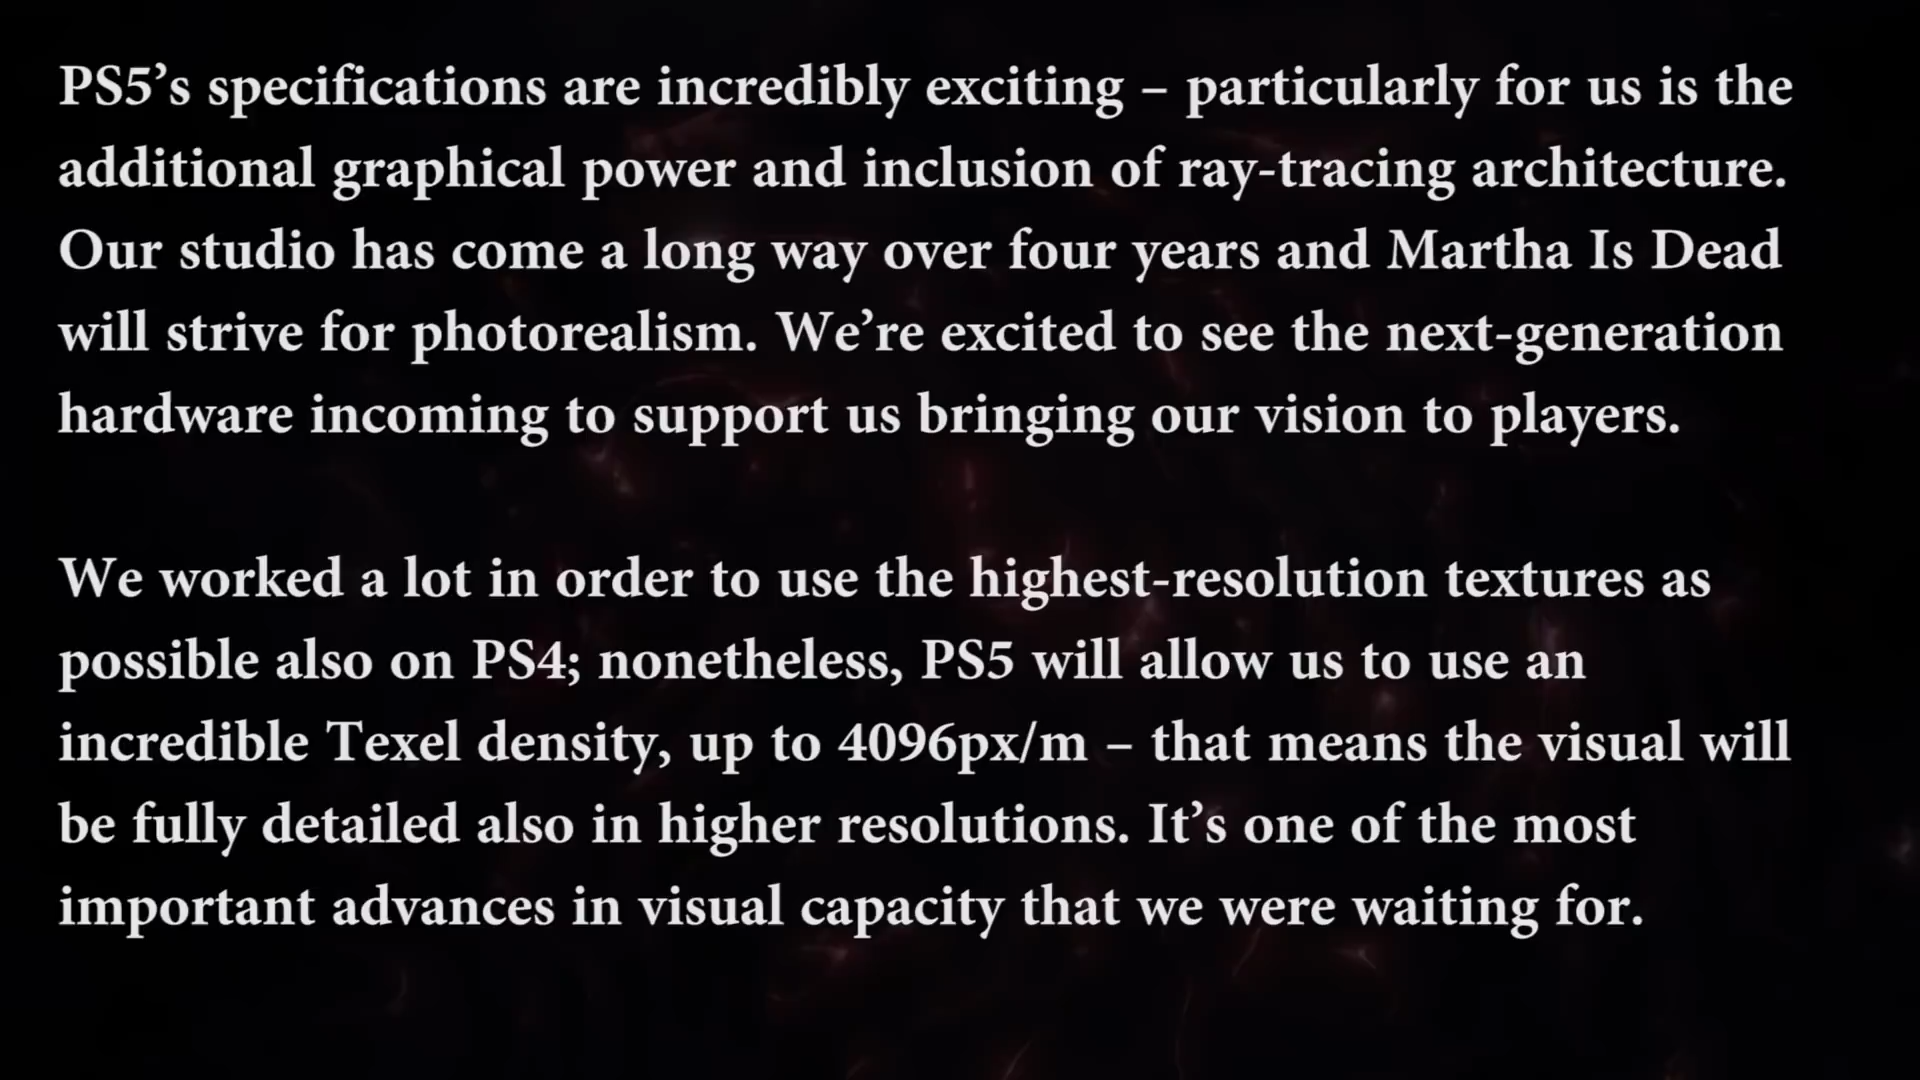 PS5’s specifications are incredibly exciting – particularly for us is the
additional graphical power and inclusion of ray-tracing architecture.
Our studio has come a long way over four years and Martha Is Dead
will strive for photorealism. We’re excited to see the next-generation
hardware incoming to support us bringing our vision to players.
We worked a lot in order to use the highest-resolution textures as
possible also on PS4; nonetheless, PS5 will allow us to use an
incredible Texel density, up to 4096px/m – that means the visual will
be fully detailed also in higher resolutions. It’s one of the most
important advances in visual capacity that we were waiting for.